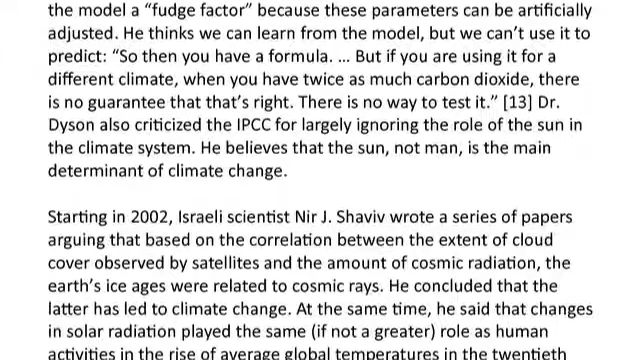 the model a “fudge factor” because these parameters can be artificially
adjusted. He thinks we can learn from the model, but we can’t use it to
predict: “So then you have a formula. ... But if you are using it for a
different climate, when you have twice as much carbon dioxide, there
is no guarantee that that’s right. There is no way to test it.” [13] Dr.
Dyson also criticized the IPCC for largely ignoring the role of the sun in
the climate system. He believes that the sun, not man, is the main
determinant of climate change.
Starting in 2002, Israeli scientist Nir J. Shaviv wrote a series of papers
arguing that based on the correlation between the extent of cloud
cover observed by satellites and the amount of cosmic radiation, the
earth’s ice ages were related to cosmic rays. He concluded that the
latter has led to climate change. At the same time, he said that changes
in solar radiation played the same (if not a greater) role as human
activities in the rise of average global temperatures in the twentieth